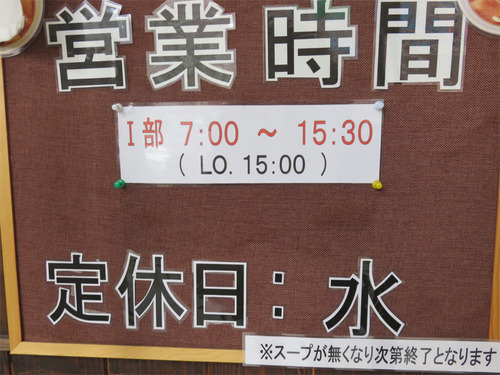 営業時間
I部 7:00 ～ 15:30
( LO. 15:00 )
定休日：水
※スープが無くなり次第終了となります